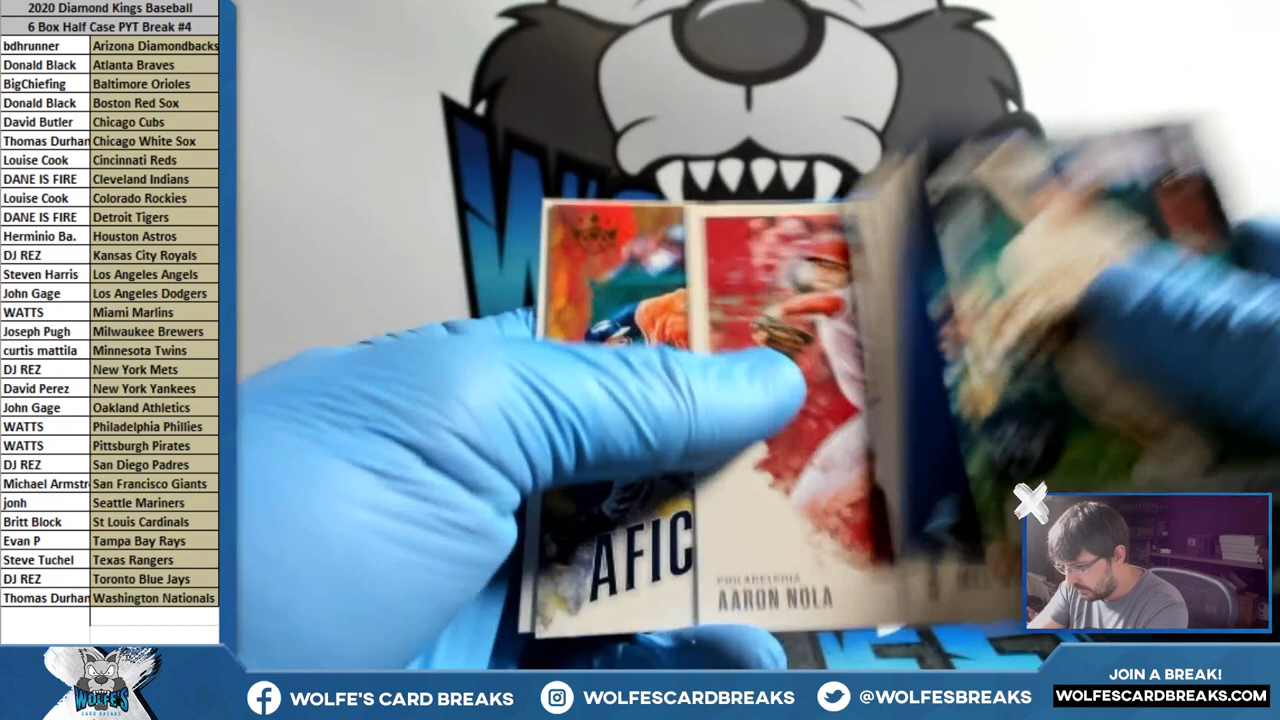 2020 Diamond Kings Baseball
6 Box Half Case PYT Break #4
bdhrunner Arizona Diamondbacks
Donald Black Atlanta Braves
BigChiefing Baltimore Orioles
Donald Black Boston Red Sox
David Butler Chicago Cubs
Thomas Durhan Chicago White Sox
Louise Cook Cincinnati Reds
DANE IS FIRE Cleveland Indians
Louise Cook Colorado Rockies
DANE IS FIRE Detroit Tigers
Herminio Ba. Houston Astros
DJ REZ Kansas City Royals
Steven Harris Los Angeles Angels
John Gage Los Angeles Dodgers
WATTS Miami Marlins
Joseph Pugh Milwaukee Brewers
curtis mattila Minnesota Twins
DJ REZ New York Mets
David Perez New York Yankees
John Gage Oakland Athletics
WATTS Philadelphia Phillies
WATTS Pittsburgh Pirates
DJ REZ San Diego Padres
Michael Armstr San Francisco Giants
jonh Seattle Mariners
Britt Block St Louis Cardinals
Evan P Tampa Bay Rays
Steve Tuchel Texas Rangers
DJ REZ Toronto Blue Jays
Thomas Durhan Washington Nationals
AFIC
PHILADELPHIA
AARON NOLA
WOLFE'S
CARD BREAKS
WOLFE'S CARD BREAKS
WOLFESCARDBREAKS
@WOLFESBREAKS
JOIN A BREAK!
WOLFESCARDBREAKS.COM